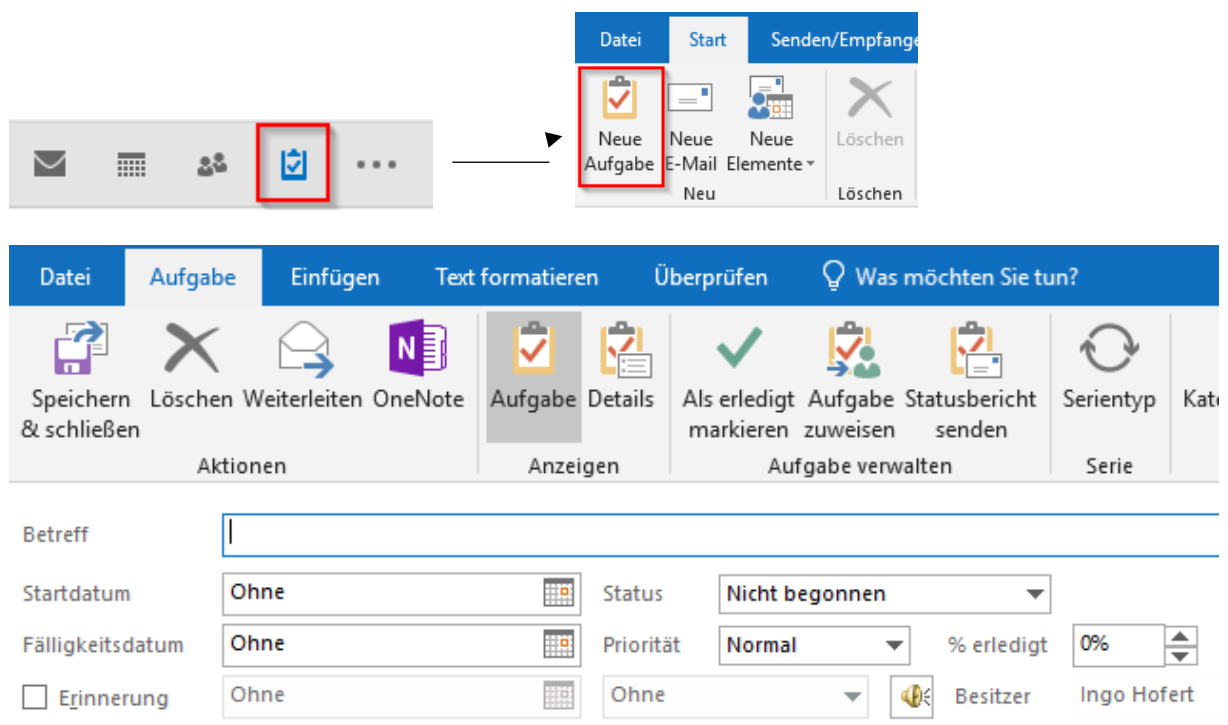 Datei Start Senden/Empfange
Neue Neue Neue Löschen
Aufgabe E-Mail Elemente
Neu Löschen
Datei Aufgabe Einfügen Text formatieren Überprüfen Was möchten Sie tun?
N
Speichern Löschen Weiterleiten OneNote Aufgabe Details Als erledigt Aufgabe Statusbericht Serientyp Kate
& schließen markieren zuweisen senden
Aktionen Anzeigen Aufgabe verwalten Serie
Betreff
Startdatum Ohne Status Nicht begonnen
Fälligkeitsdatum Ohne Priorität Normal % erledigt 0%
Erinnerung Ohne Ohne Besitzer Ingo Hofert